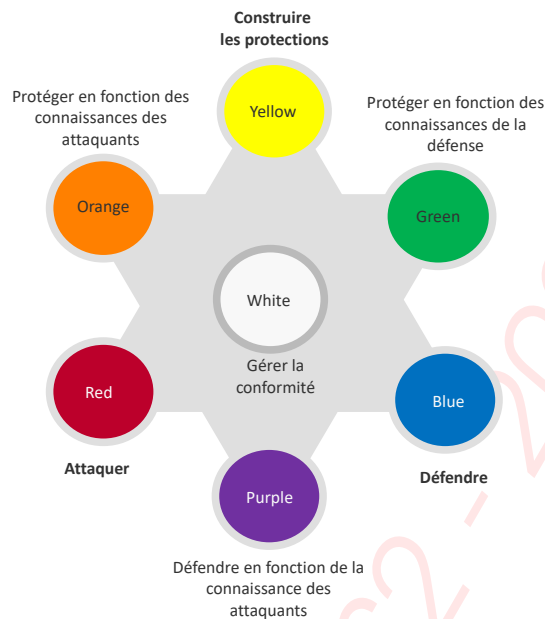 Construire
les protections
Protéger en fonction des
connaissances des
attaquants
Yellow
Protéger en fonction des
connaissances de la
défense
Orange
Green
White
Gérer la
conformité
Red
Blue
Attaquer
Défendre
Purple
Défendre en fonction de la
connaissance des
attaquants